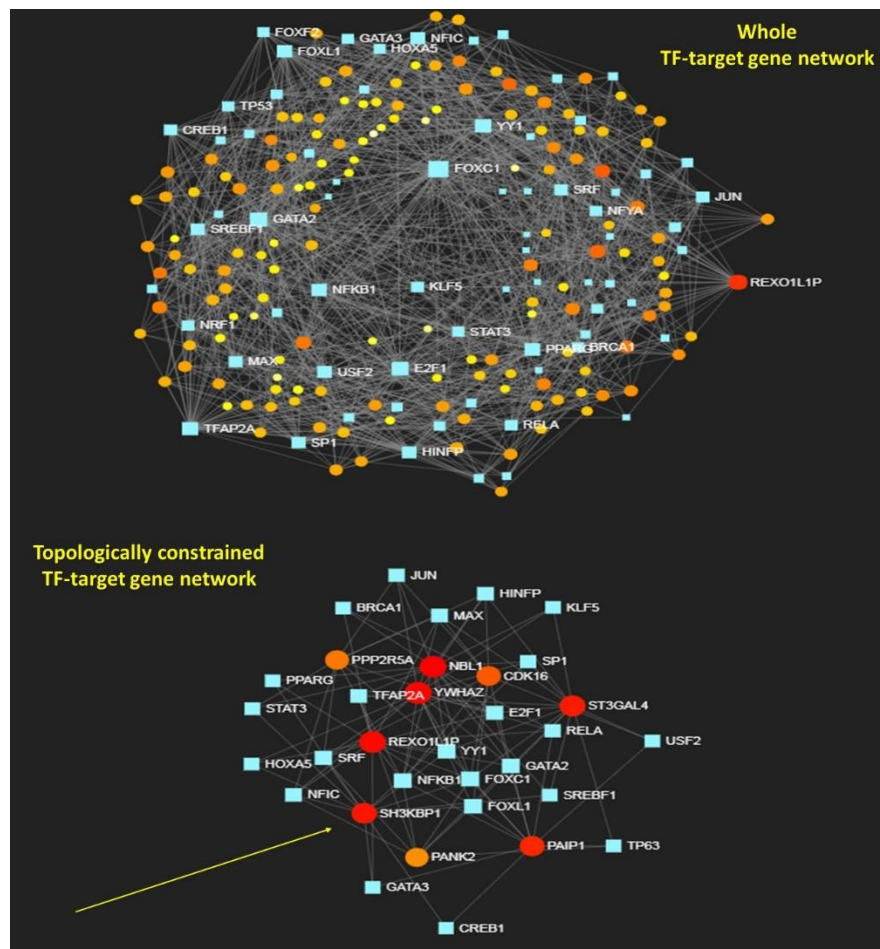 Whole
TF-target gene network
FOXF2
GATA3
NFIC
FOXL1
HOXA5
TP53
CREB1
YY1
FOXC1
SRF
JUN
GATA2
NFYA
SREBF1
REXO1L1P
NFKB1
KLF5
NRF1
STAT3
MAX
PPARG
BRCA1
USF2
E2F1
TFAP2A
RELA
SP1
HINFP
Topologically constrained
TF-target gene network
JUN
HINFP
BRCA1
MAX
KLF5
PPP2R5A
NBL1
SP1
CDK16
PPARG
TFAP2A
YWHAZ
ST3GAL4
STAT3
E2F1
RELA
REXO1L1P
USF2
HOXA5
SRF
YY1
GATA2
NFKB1
FOXC1
NFIC
SREBF1
FOXL1
SH3KBP1
PANK2
PAIP1
TP63
GATA3
CREB1